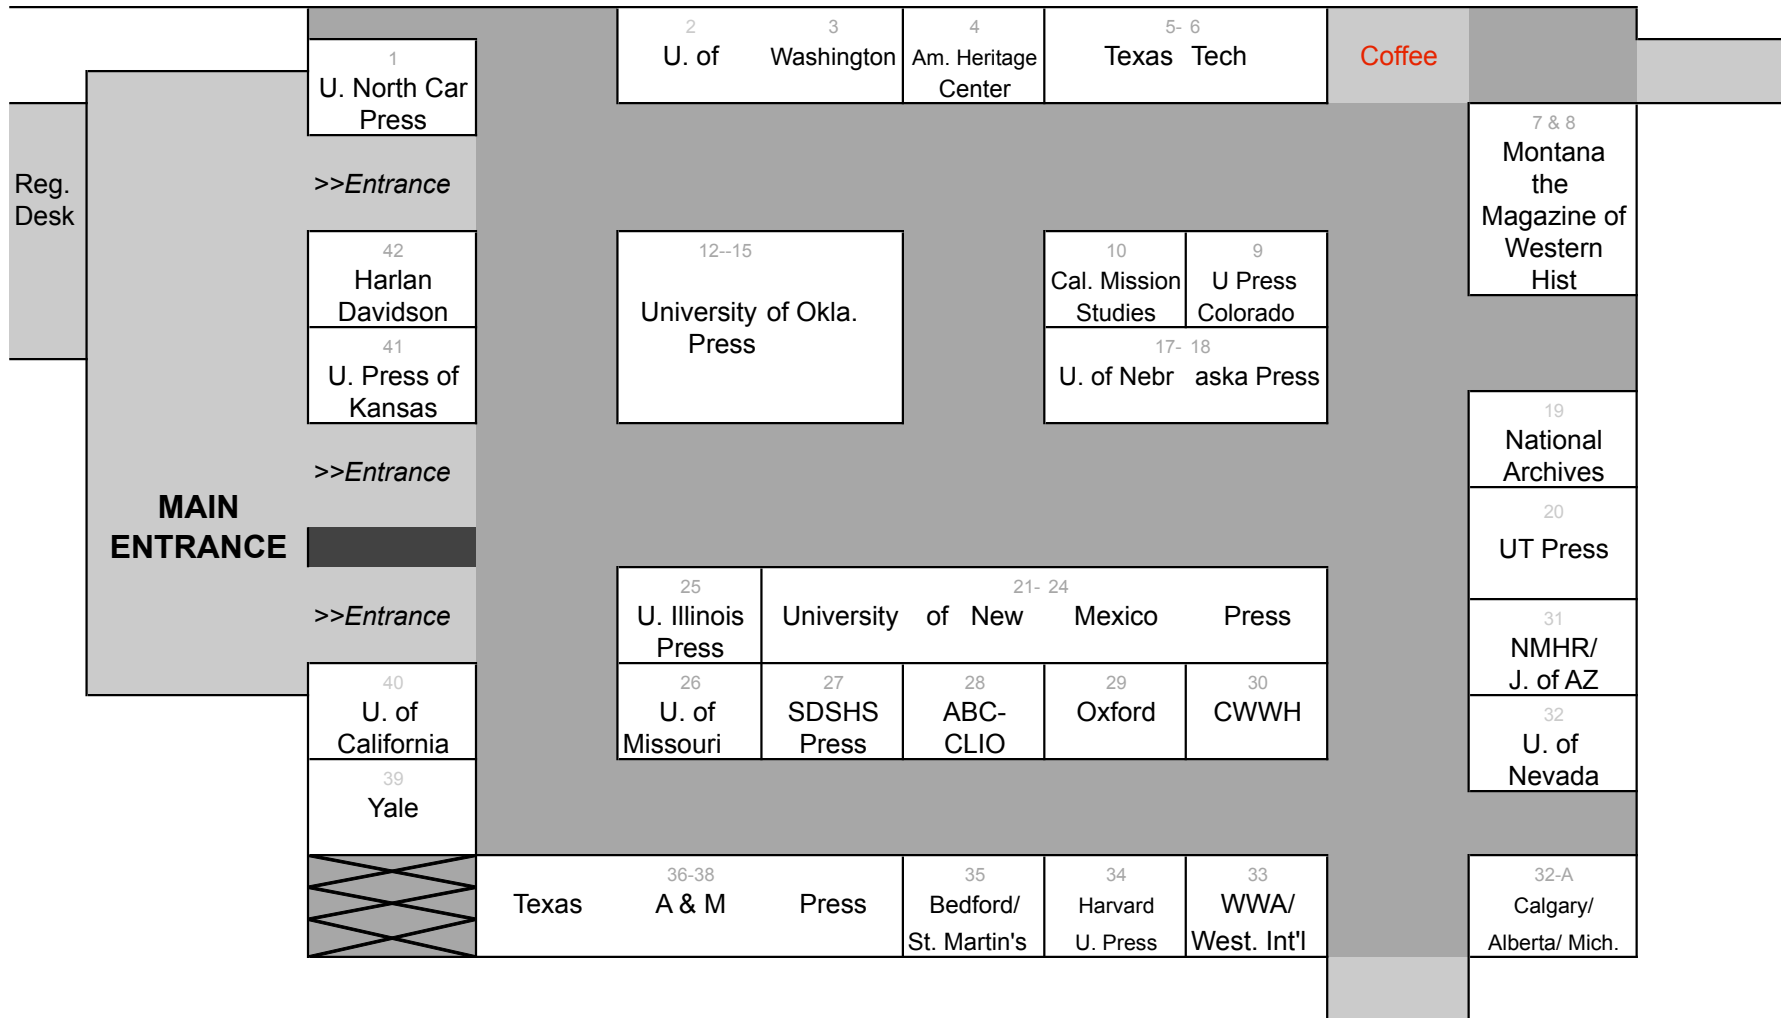 1
U. North Car
Press
2 3
U. of Washington
4
Am. Heritage
Center
5- 6
Texas Tech
Coffee
7 & 8
Montana
the
Magazine of
Western
Hist
Reg.
Desk
>>Entrance
42
Harlan
Davidson
41
U. Press of
Kansas
12--15
University of Okla.
Press
10
Cal. Mission
Studies
9
U Press
Colorado
17- 18
U. of Nebr aska Press
19
National
Archives
>>Entrance
MAIN
ENTRANCE
20
UT Press
>>Entrance
25
U. Illinois
Press
21- 24
University of New Mexico Press
31
NMHR/
J. of AZ
40
U. of
California
26
U. of
Missouri
27
SDSHS
Press
28
ABC-
CLIO
29
Oxford
30
CWWH
32
U. of
Nevada
39
Yale
36-38
Texas A & M Press
35
Bedford/
St. Martin's
34
Harvard
U. Press
33
WWA/
West. Int'l
32-A
Calgary/
Alberta/ Mich.